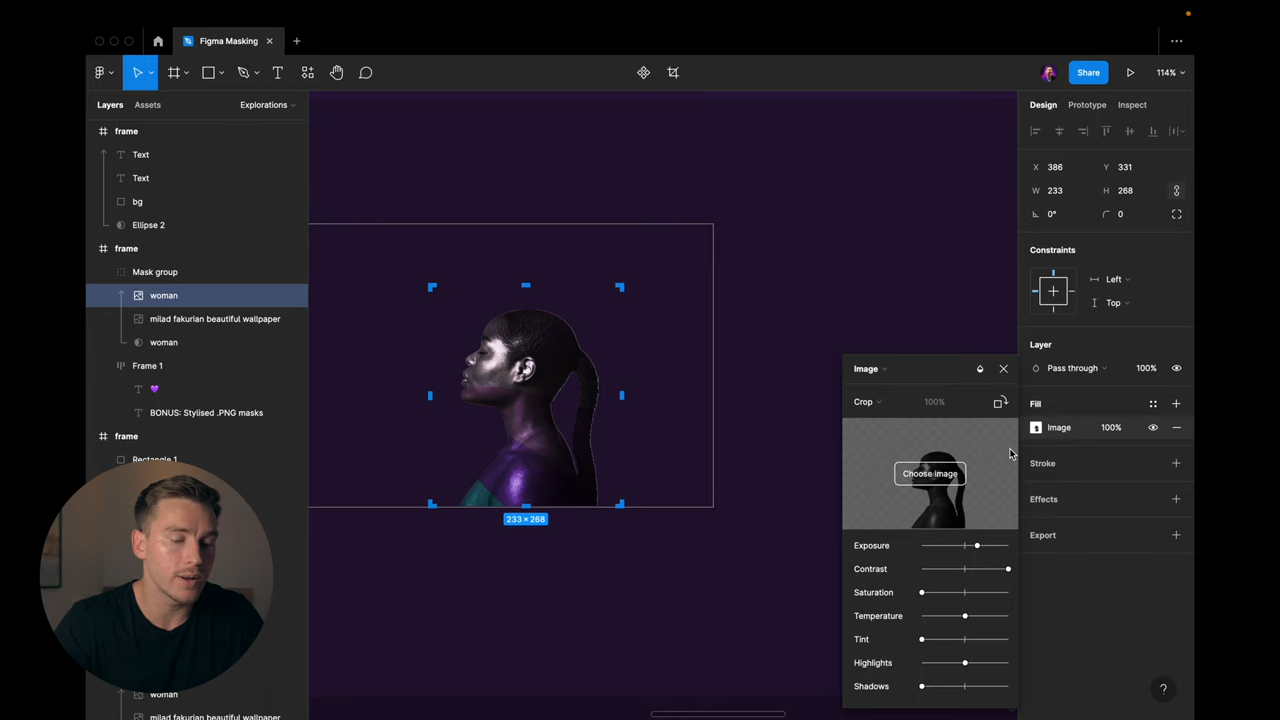 Figma Masking
Share
114%
Layers
Assets
Explorations
frame
Text
Text
bg
Ellipse 2
frame
Mask group
woman
milad fakurian beautiful wallpaper
woman
Frame 1
💜
BONUS: Stylised .PNG masks
frame
Rectangle 1
woman
milad fakurian beautiful wallpaper
233 × 268
Design
Prototype
Inspect
X 386 Y 331
W 233 H 268
0° 0
Constraints
Left
Top
Layer
Pass through 100%
Fill
Image 100%
Stroke
Effects
Export
Image
Crop 100%
Choose image
Exposure
Contrast
Saturation
Temperature
Tint
Highlights
Shadows
?